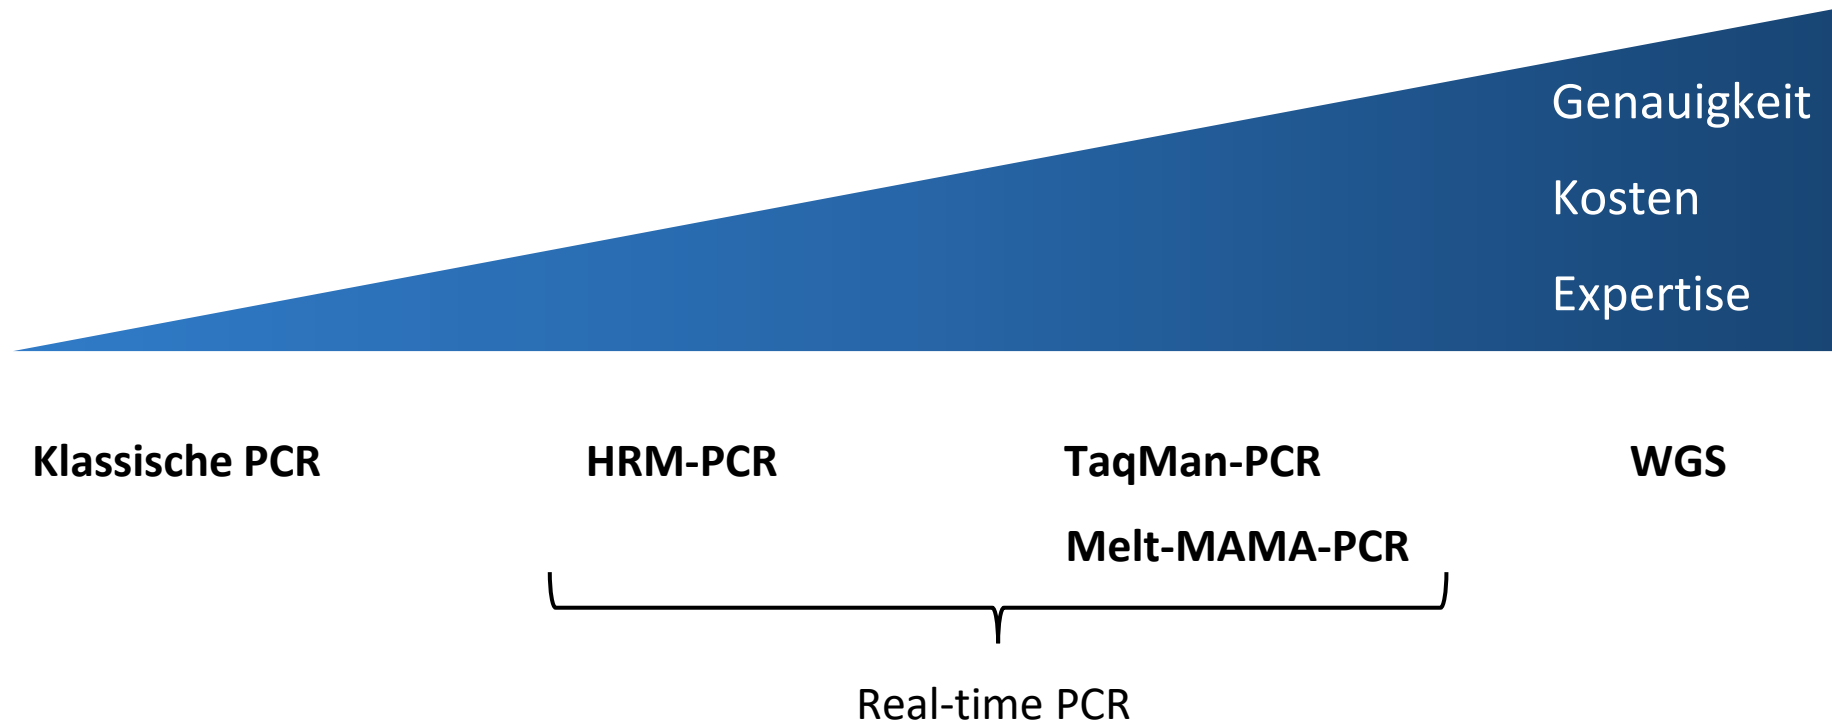 Genauigkeit
Kosten
Expertise
Klassische PCR HRM-PCR TaqMan-PCR WGS
Melt-MAMA-PCR
Real-time PCR